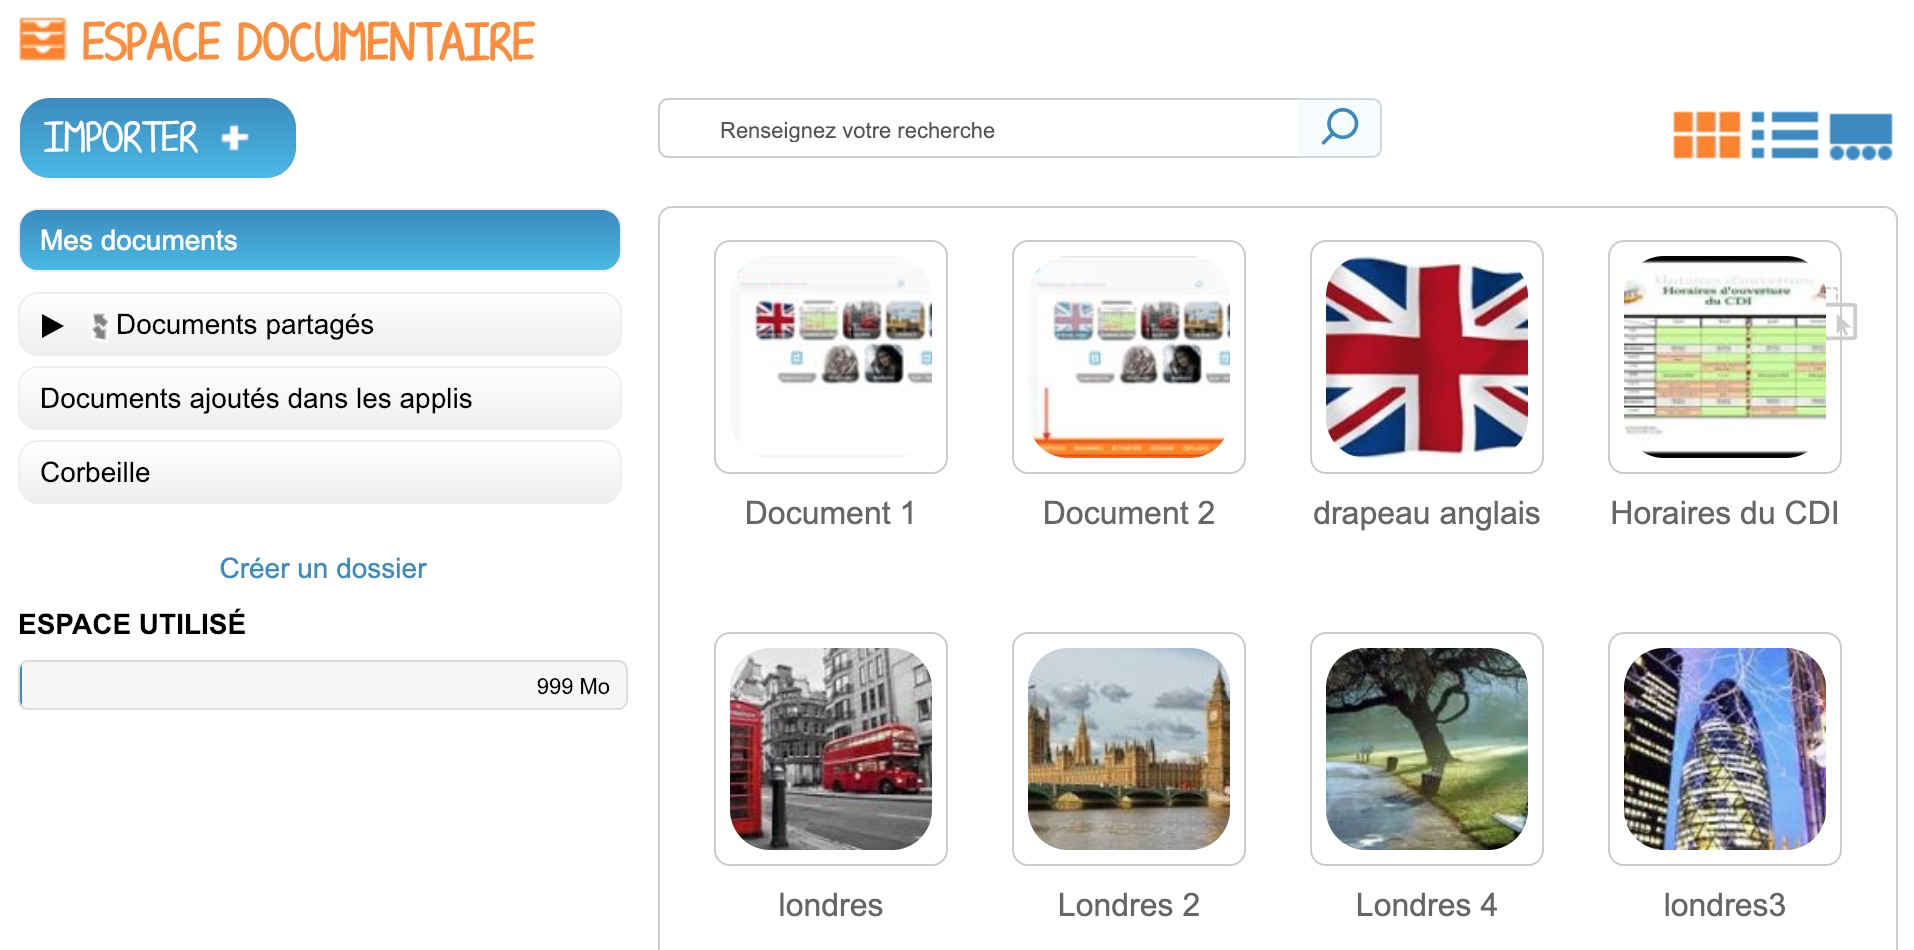 ESPACE DOCUMENTAIRE
IMPORTER +
Renseignez votre recherche
Mes documents
Documents partagés
Documents ajoutés dans les applis
Corbeille
Créer un dossier
ESPACE UTILISÉ
999 Mo
Horaires d'ouverture
du CDI
Document 1
Document 2
drapeau anglais
Horaires du CDI
londres
Londres 2
Londres 4
londres3